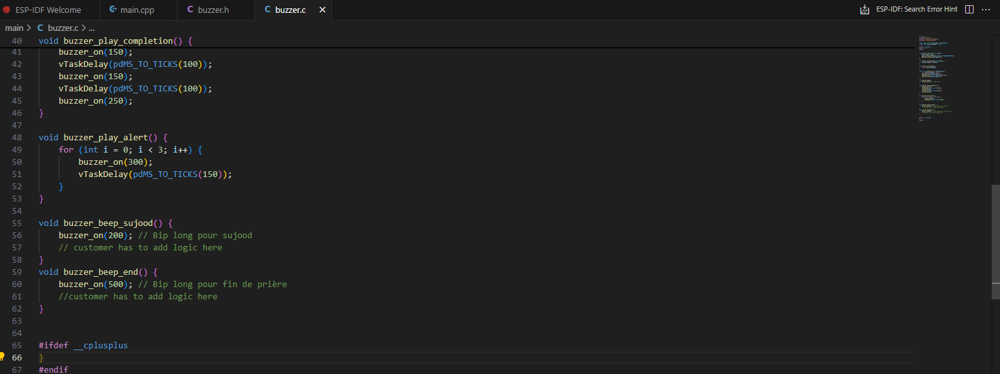 ESP-IDF Welcome
main.cpp
buzzer.h
buzzer.c
ESP-IDF: Search Error Hint
main > C buzzer.c > ...
40 void buzzer_play_completion() {
41     buzzer_on(150);
42     vTaskDelay(pdMS_TO_TICKS(100));
43     buzzer_on(150);
44     vTaskDelay(pdMS_TO_TICKS(100));
45     buzzer_on(250);
46 }
47
48 void buzzer_play_alert() {
49     for (int i = 0; i < 3; i++) {
50         buzzer_on(300);
51         vTaskDelay(pdMS_TO_TICKS(150));
52     }
53 }
54
55 void buzzer_beep_sujood() {
56     buzzer_on(200); // Bip long pour sujood
57     // customer has to add logic here
58 }
59 void buzzer_beep_end() {
60     buzzer_on(500); // Bip long pour fin de prière
61     //customer has to add logic here
62 }
63
64
65 #ifdef __cplusplus
66 }
67 #endif